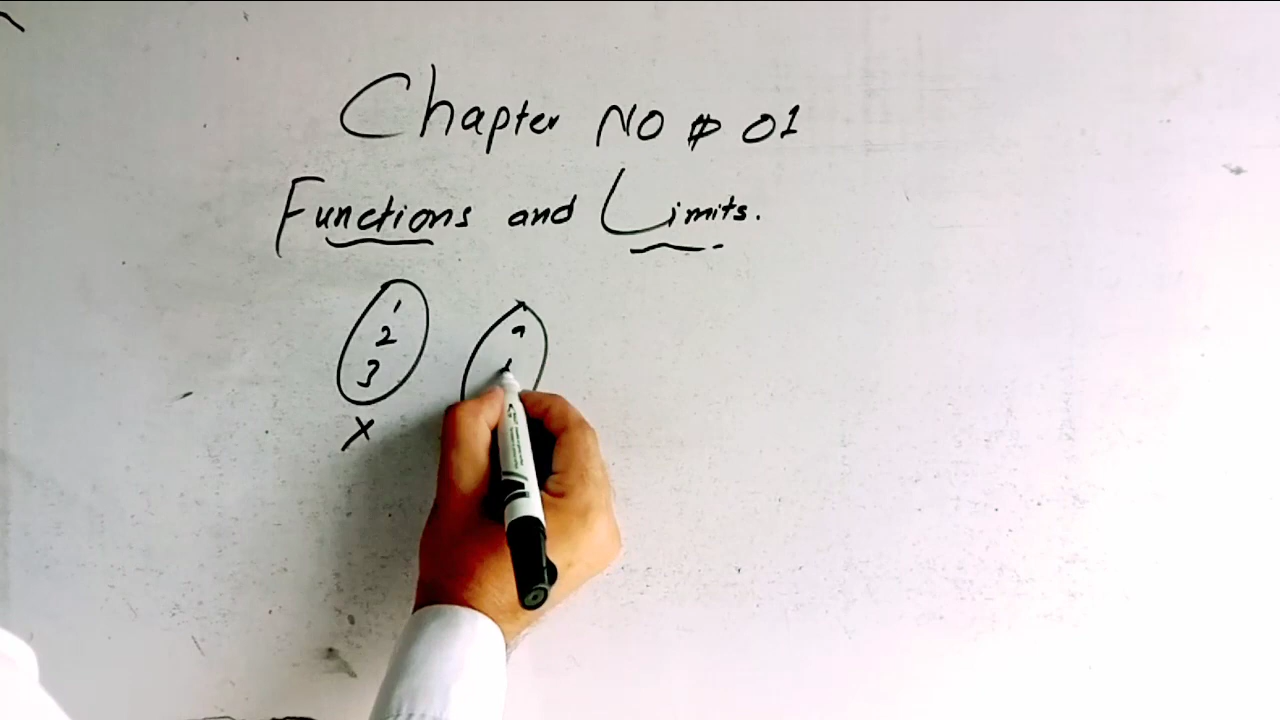 Chapter No # 01
Functions and Limits.
1
2
3
X
a